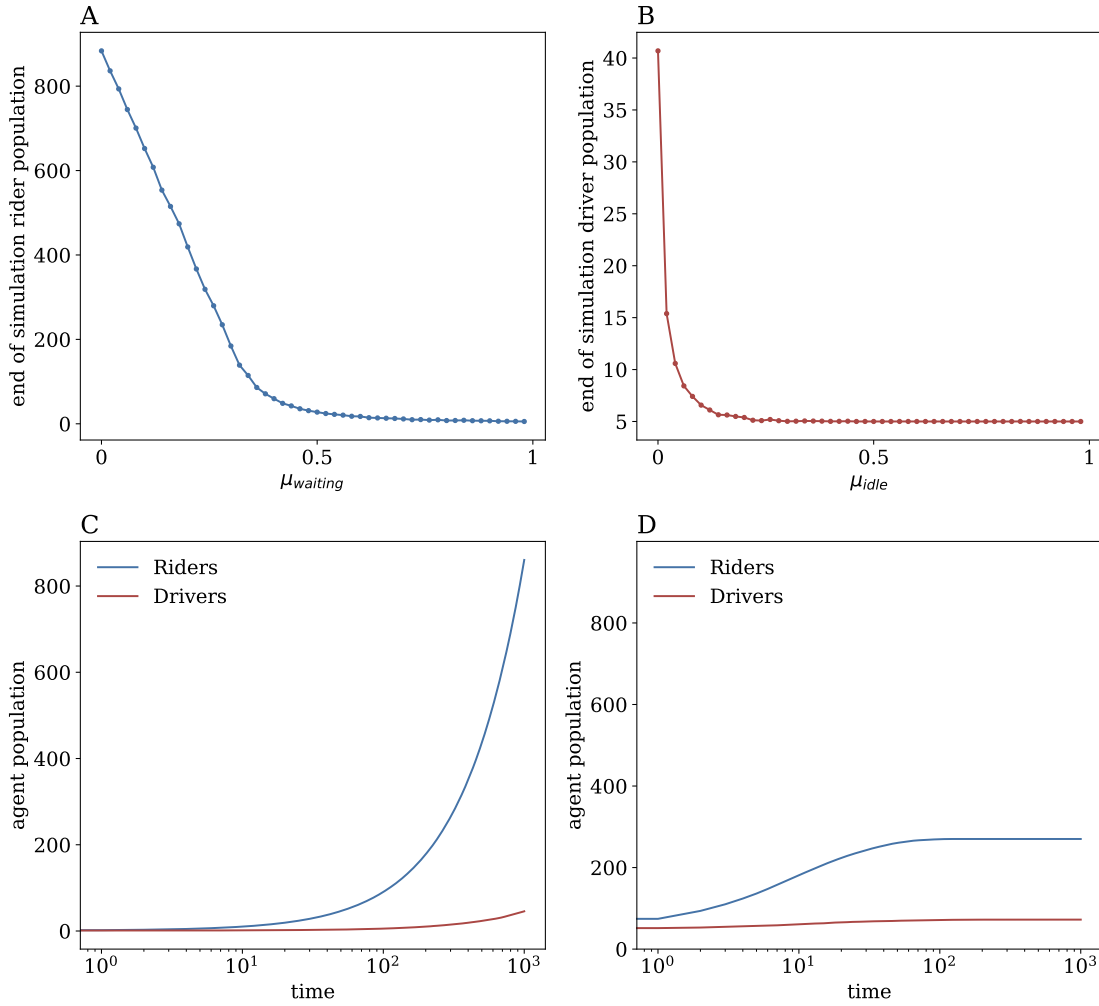 A
end of simulation rider population
800
600
400
200
0
0
0.5
1
μwaiting
B
end of simulation driver population
40
35
30
25
20
15
10
5
0
0.5
1
μidle
C
Riders
Drivers
agent population
800
600
400
200
0
10⁰
10¹
10²
10³
time
D
Riders
Drivers
agent population
800
600
400
200
0
10⁰
10¹
10²
10³
time